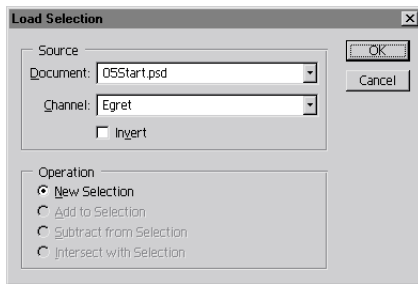 Load Selection
Source
Document: 05Start.psd
Channel: Egret
Invert
Operation
New Selection
Add to Selection
Subtract from Selection
Intersect with Selection
OK
Cancel